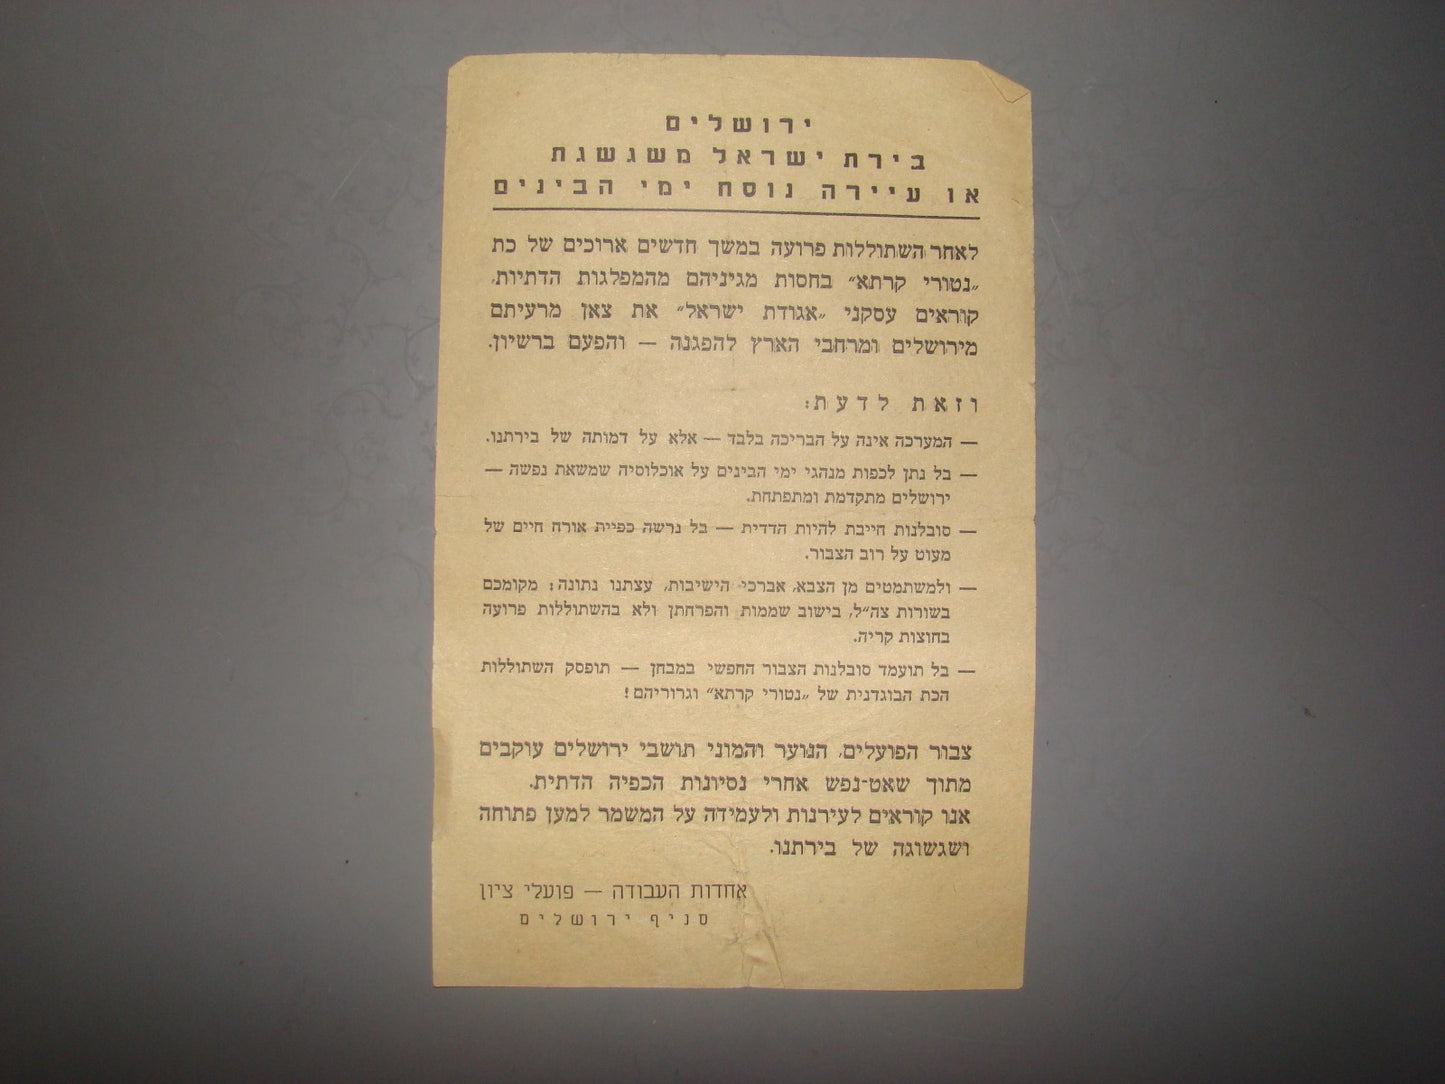 ירושלים
בירת ישראל משגשגת
או עיירה נוסח ימי הבינים
לאחר השתוללות פרועה במשך חדשים ארוכים של כת
„נטורי קרתא״ בחסות מגיניהם מהמפלגות הדתיות,
קוראים עסקני „אגודת ישראל״ את צאן מרעיתם
מירושלים ומרחבי הארץ להפגנה — והפעם ברשיון.
וזאת לדעת:
— המערכה אינה על הבריכה בלבד — אלא על דמותה של בירתנו.
— בל נתן לכפות מנהגי ימי הבינים על אוכלוסיה שמשאת נפשה —
ירושלים מתקדמת ומתפתחת.
— סובלנות חייבת להיות הדדית — בל נרשה כפיית אורח חיים של
מעוט על רוב הצבור.
— ולמשתמטים מן הצבא, אברכי הישיבות, עצתנו נתונה: מקומכם
בשורות צה״ל, בישוב שממות והפרחתן ולא בהשתוללות פרועה
בחוצות קריה.
— בל תועמד סובלנות הצבור החפשי במבחן — תופסק השתוללות
הכת הבוגדנית של „נטורי קרתא״ וגרוריהם!
צבור הפועלים, הנוער והמוני תושבי ירושלים עוקבים
מתוך שאט-נפש אחרי נסיונות הכפיה הדתית.
אנו קוראים לעירנות ולעמידה על המשמר למען פתוחה
ושגשוגה של בירתנו.
אחדות העבודה — פועלי ציון
סניף ירושלים